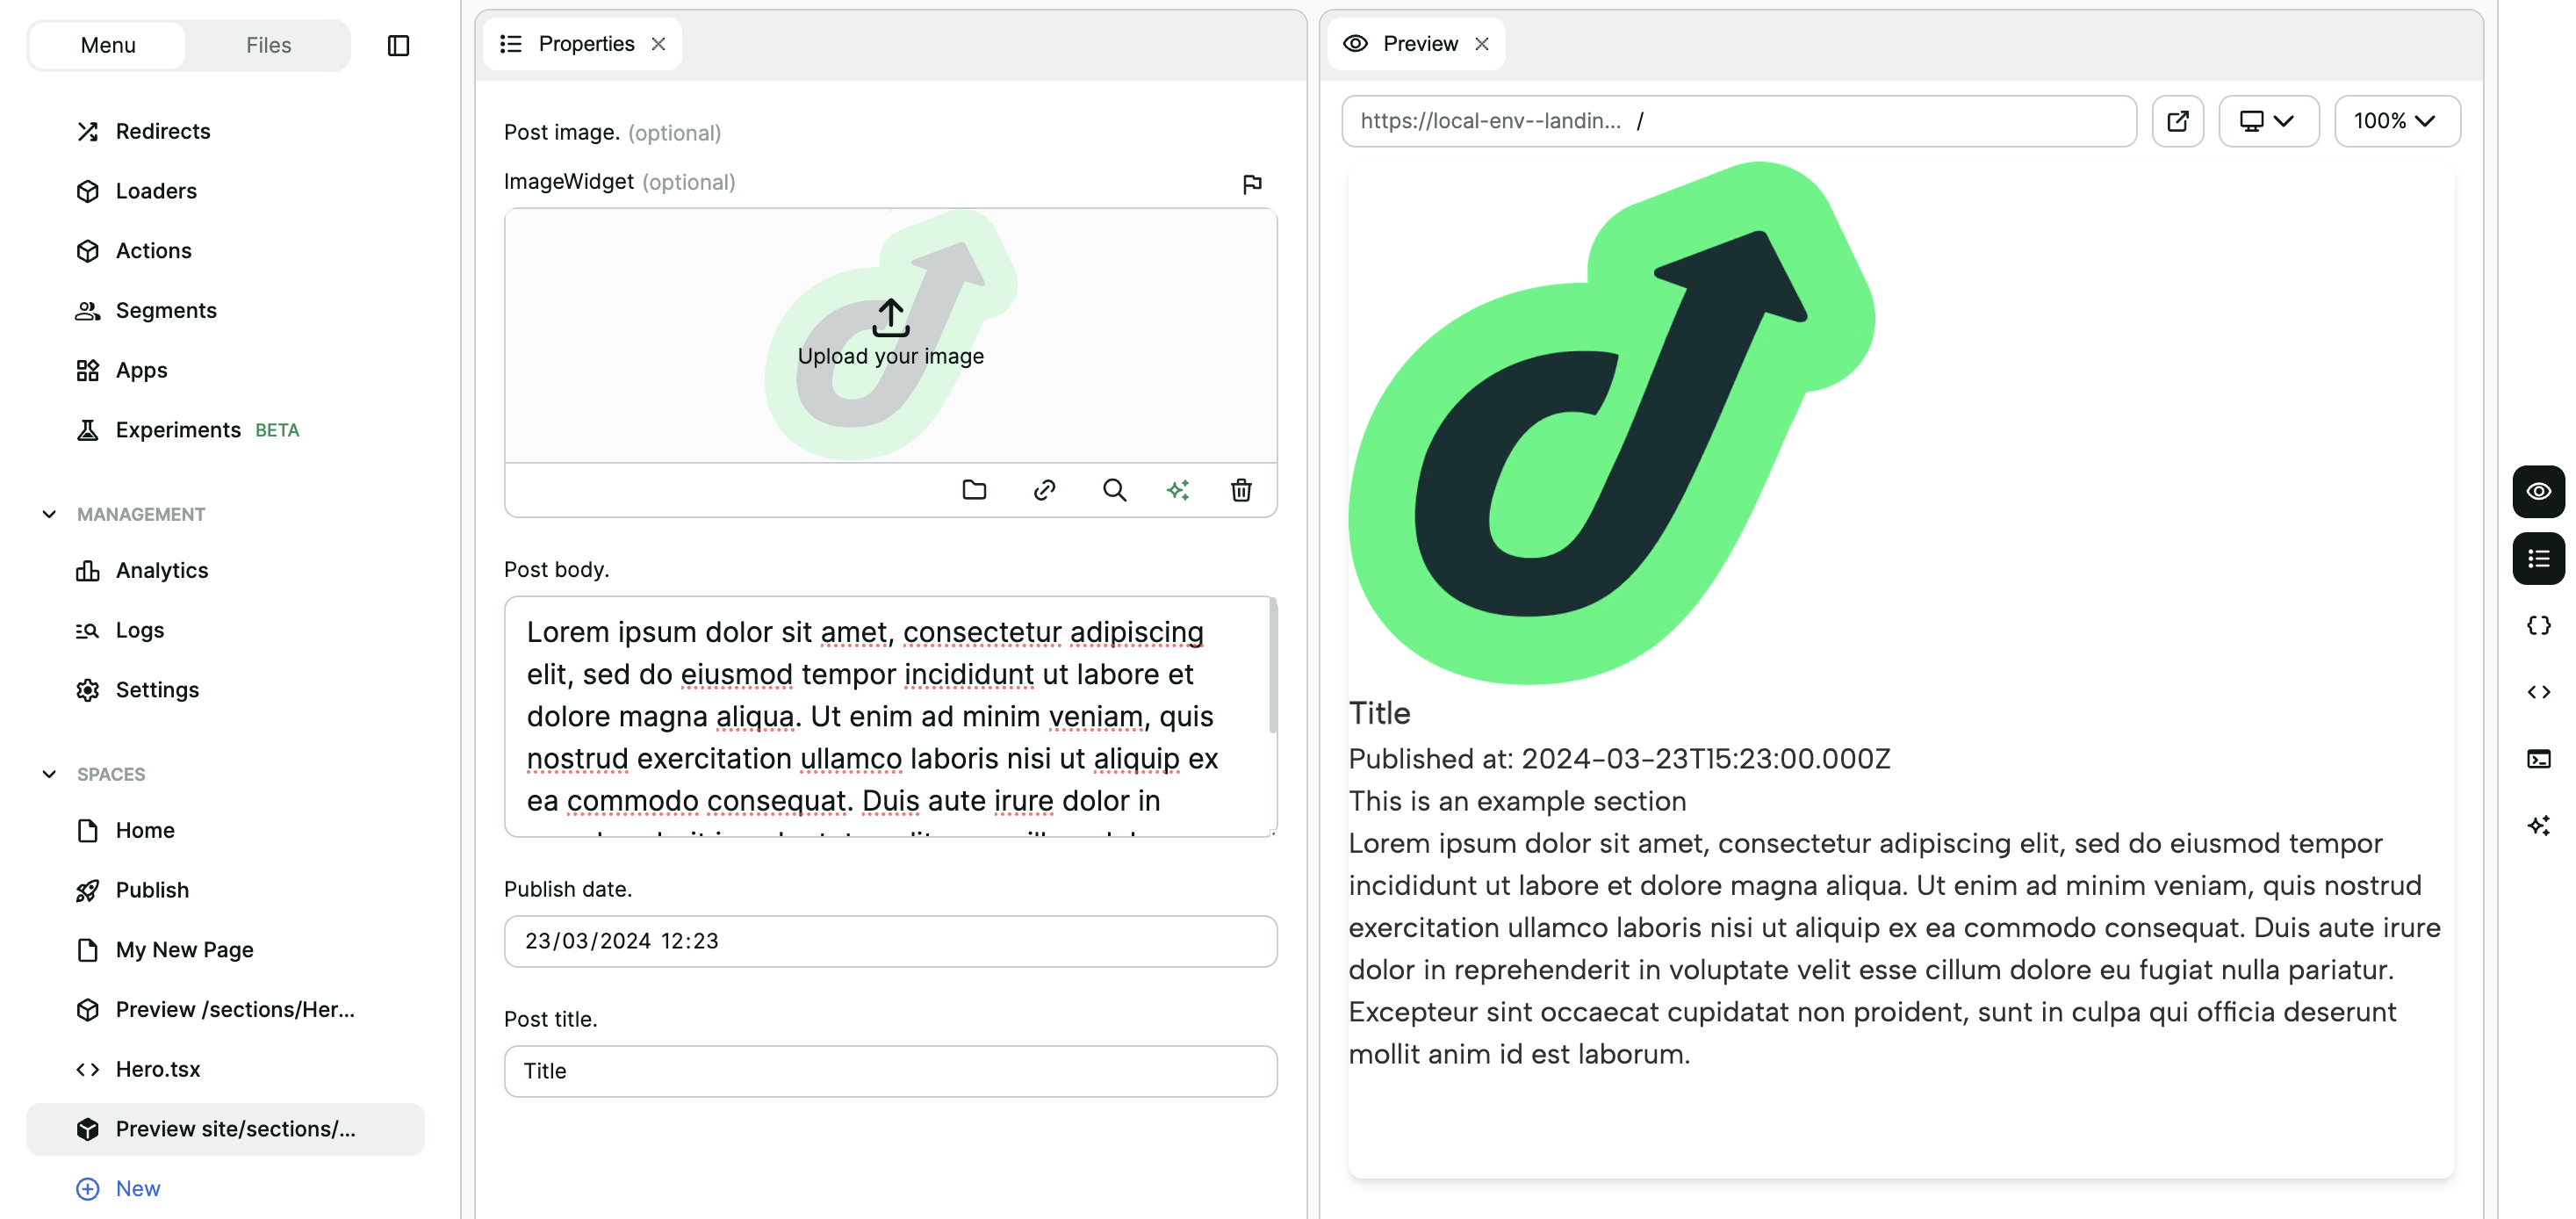 Menu
Files
Redirects
Loaders
Actions
Segments
Apps
Experiments BETA
MANAGEMENT
Analytics
Logs
Settings
SPACES
Home
Publish
My New Page
Preview /sections/Her...
Hero.tsx
Preview site/sections/...
New
Properties
Post image. (optional)
ImageWidget (optional)
Upload your image
Post body.
Lorem ipsum dolor sit amet, consectetur adipiscing
elit, sed do eiusmod tempor incididunt ut labore et
dolore magna aliqua. Ut enim ad minim veniam, quis
nostrud exercitation ullamco laboris nisi ut aliquip ex
ea commodo consequat. Duis aute irure dolor in
Publish date.
23/03/2024 12:23
Post title.
Title
Preview
https://local-env--landin... /
100%
Title
Published at: 2024-03-23T15:23:00.000Z
This is an example section
Lorem ipsum dolor sit amet, consectetur adipiscing elit, sed do eiusmod tempor
incididunt ut labore et dolore magna aliqua. Ut enim ad minim veniam, quis nostrud
exercitation ullamco laboris nisi ut aliquip ex ea commodo consequat. Duis aute irure
dolor in reprehenderit in voluptate velit esse cillum dolore eu fugiat nulla pariatur.
Excepteur sint occaecat cupidatat non proident, sunt in culpa qui officia deserunt
mollit anim id est laborum.